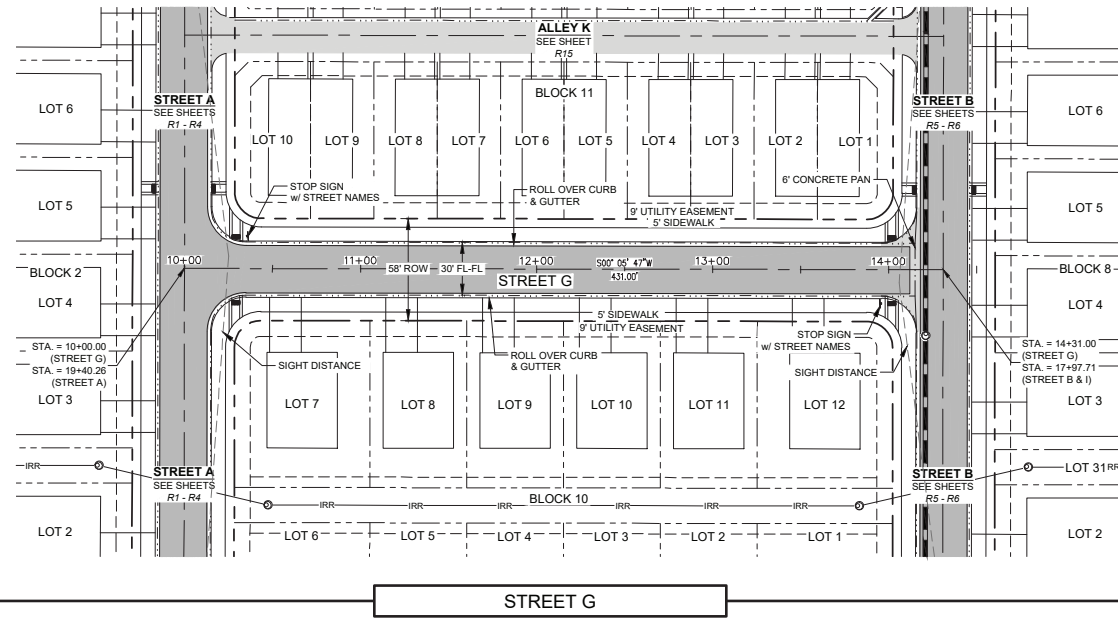 ALLEY K
SEE SHEET
R15
BLOCK 11
STREET A
SEE SHEETS
R1 - R4
STREET B
SEE SHEETS
R5 - R6
LOT 6
LOT 6
LOT 10
LOT 9
LOT 8
LOT 7
LOT 6
LOT 5
LOT 4
LOT 3
LOT 2
LOT 1
STOP SIGN
w/ STREET NAMES
ROLL OVER CURB
& GUTTER
6' CONCRETE PAN
LOT 5
LOT 5
9' UTILITY EASEMENT
5' SIDEWALK
10+00
11+00
12+00
13+00
14+00
58' ROW
30' FL-FL
S00° 05' 47"W
431.00'
STREET G
BLOCK 2
BLOCK 8
LOT 4
LOT 4
5' SIDEWALK
9' UTILITY EASEMENT
STOP SIGN
w/ STREET NAMES
STA. = 10+00.00
(STREET G)
STA. = 19+40.26
(STREET A)
STA. = 14+31.00
(STREET G)
STA. = 17+97.71
(STREET B & I)
SIGHT DISTANCE
ROLL OVER CURB
& GUTTER
SIGHT DISTANCE
LOT 3
LOT 3
LOT 7
LOT 8
LOT 9
LOT 10
LOT 11
LOT 12
IRR
STREET A
SEE SHEETS
R1 - R4
STREET B
SEE SHEETS
R5 - R6
LOT 31
RR
BLOCK 10
IRR
IRR
IRR
IRR
IRR
IRR
LOT 2
LOT 6
LOT 5
LOT 4
LOT 3
LOT 2
LOT 1
LOT 2
STREET G